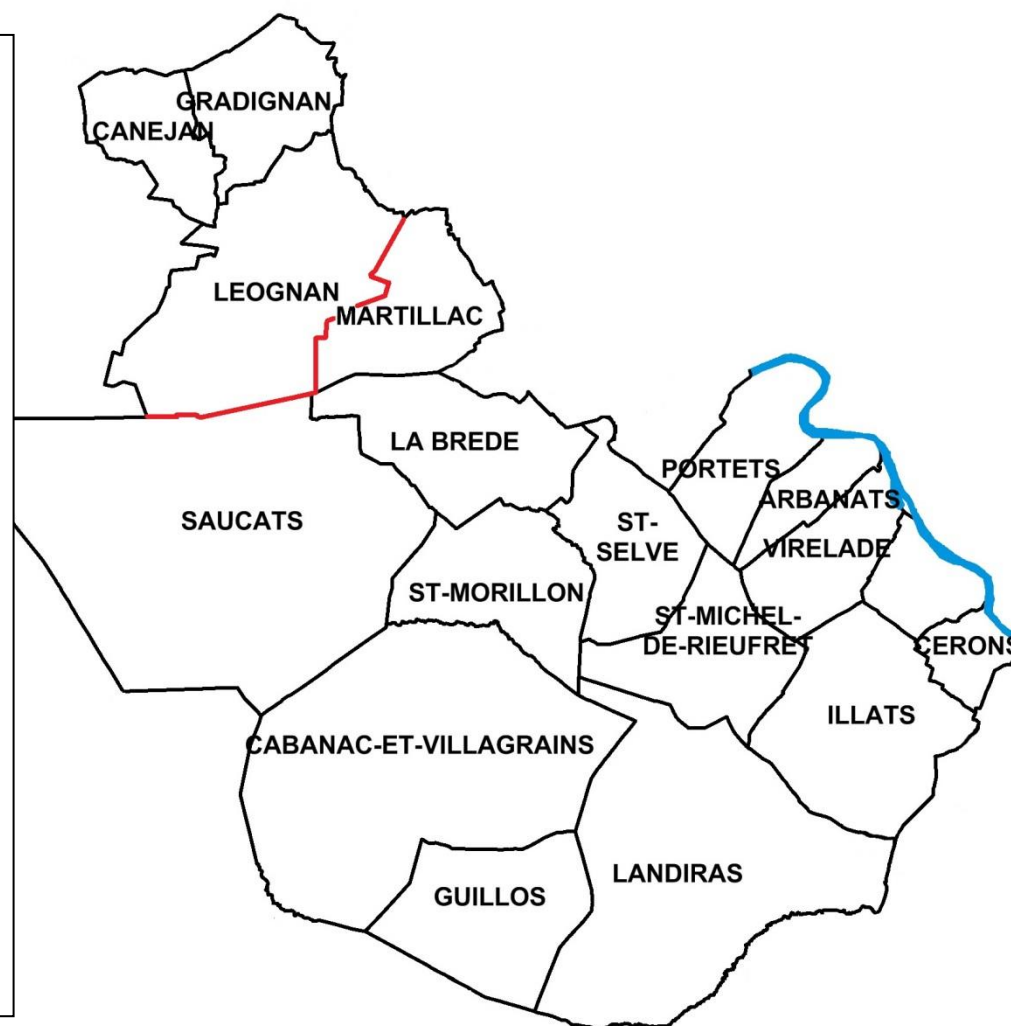 GRADIGNAN
CANEJAN
LEOGNAN
MARTILLAC
LA BREDE
PORTETS
ARBANATS
SAUCATS
ST-
SELVE
VIRELADE
ST-MORILLON
ST-MICHEL-
DE-RIEUFRET
CERONS
ILLATS
CABANAC-ET-VILLAGRAINS
LANDIRAS
GUILLOS